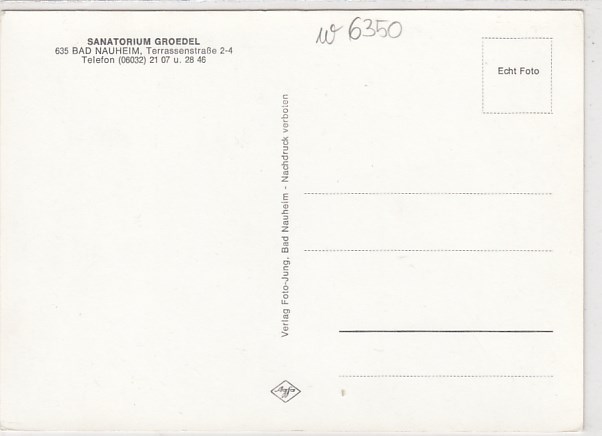 w 6350
SANATORIUM GROEDEL
635 BAD NAUHEIM, Terrassenstraße 2-4
Telefon (06032) 21 07 u. 28 46
Echt Foto
Verlag Foto-Jung, Bad Nauheim - Nachdruck verboten
Agfa